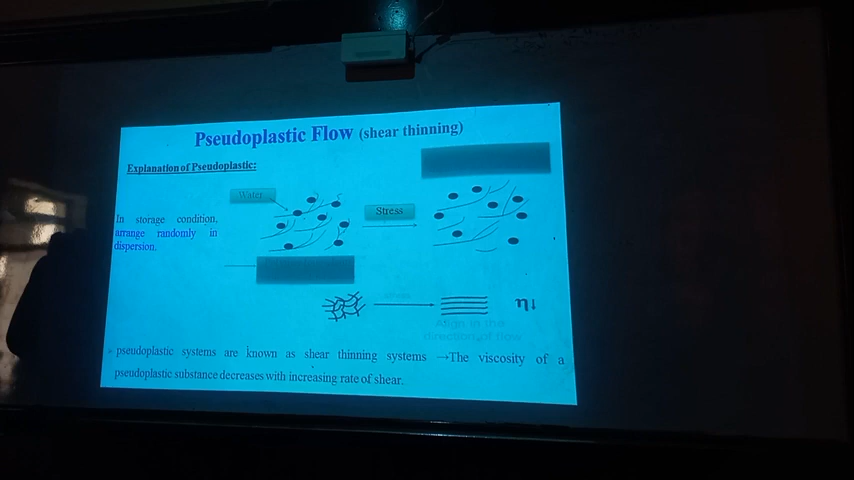 Pseudoplastic Flow (shear thinning)
Explanation of Pseudoplastic:
Water
Stress
In storage condition,
arrange randomly in
dispersion.
η↓
Align in the
direction of flow
pseudoplastic systems are known as shear thinning systems →The viscosity of a
pseudoplastic substance decreases with increasing rate of shear.